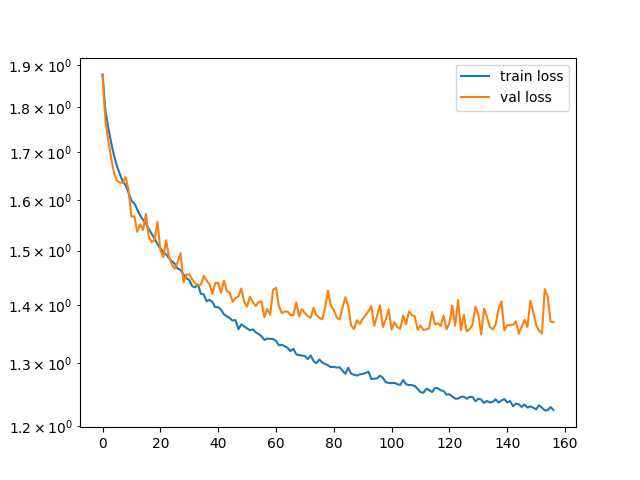 1.9 × 10⁰
1.8 × 10⁰
1.7 × 10⁰
1.6 × 10⁰
1.5 × 10⁰
1.4 × 10⁰
1.3 × 10⁰
1.2 × 10⁰
train loss
val loss
0 20 40 60 80 100 120 140 160